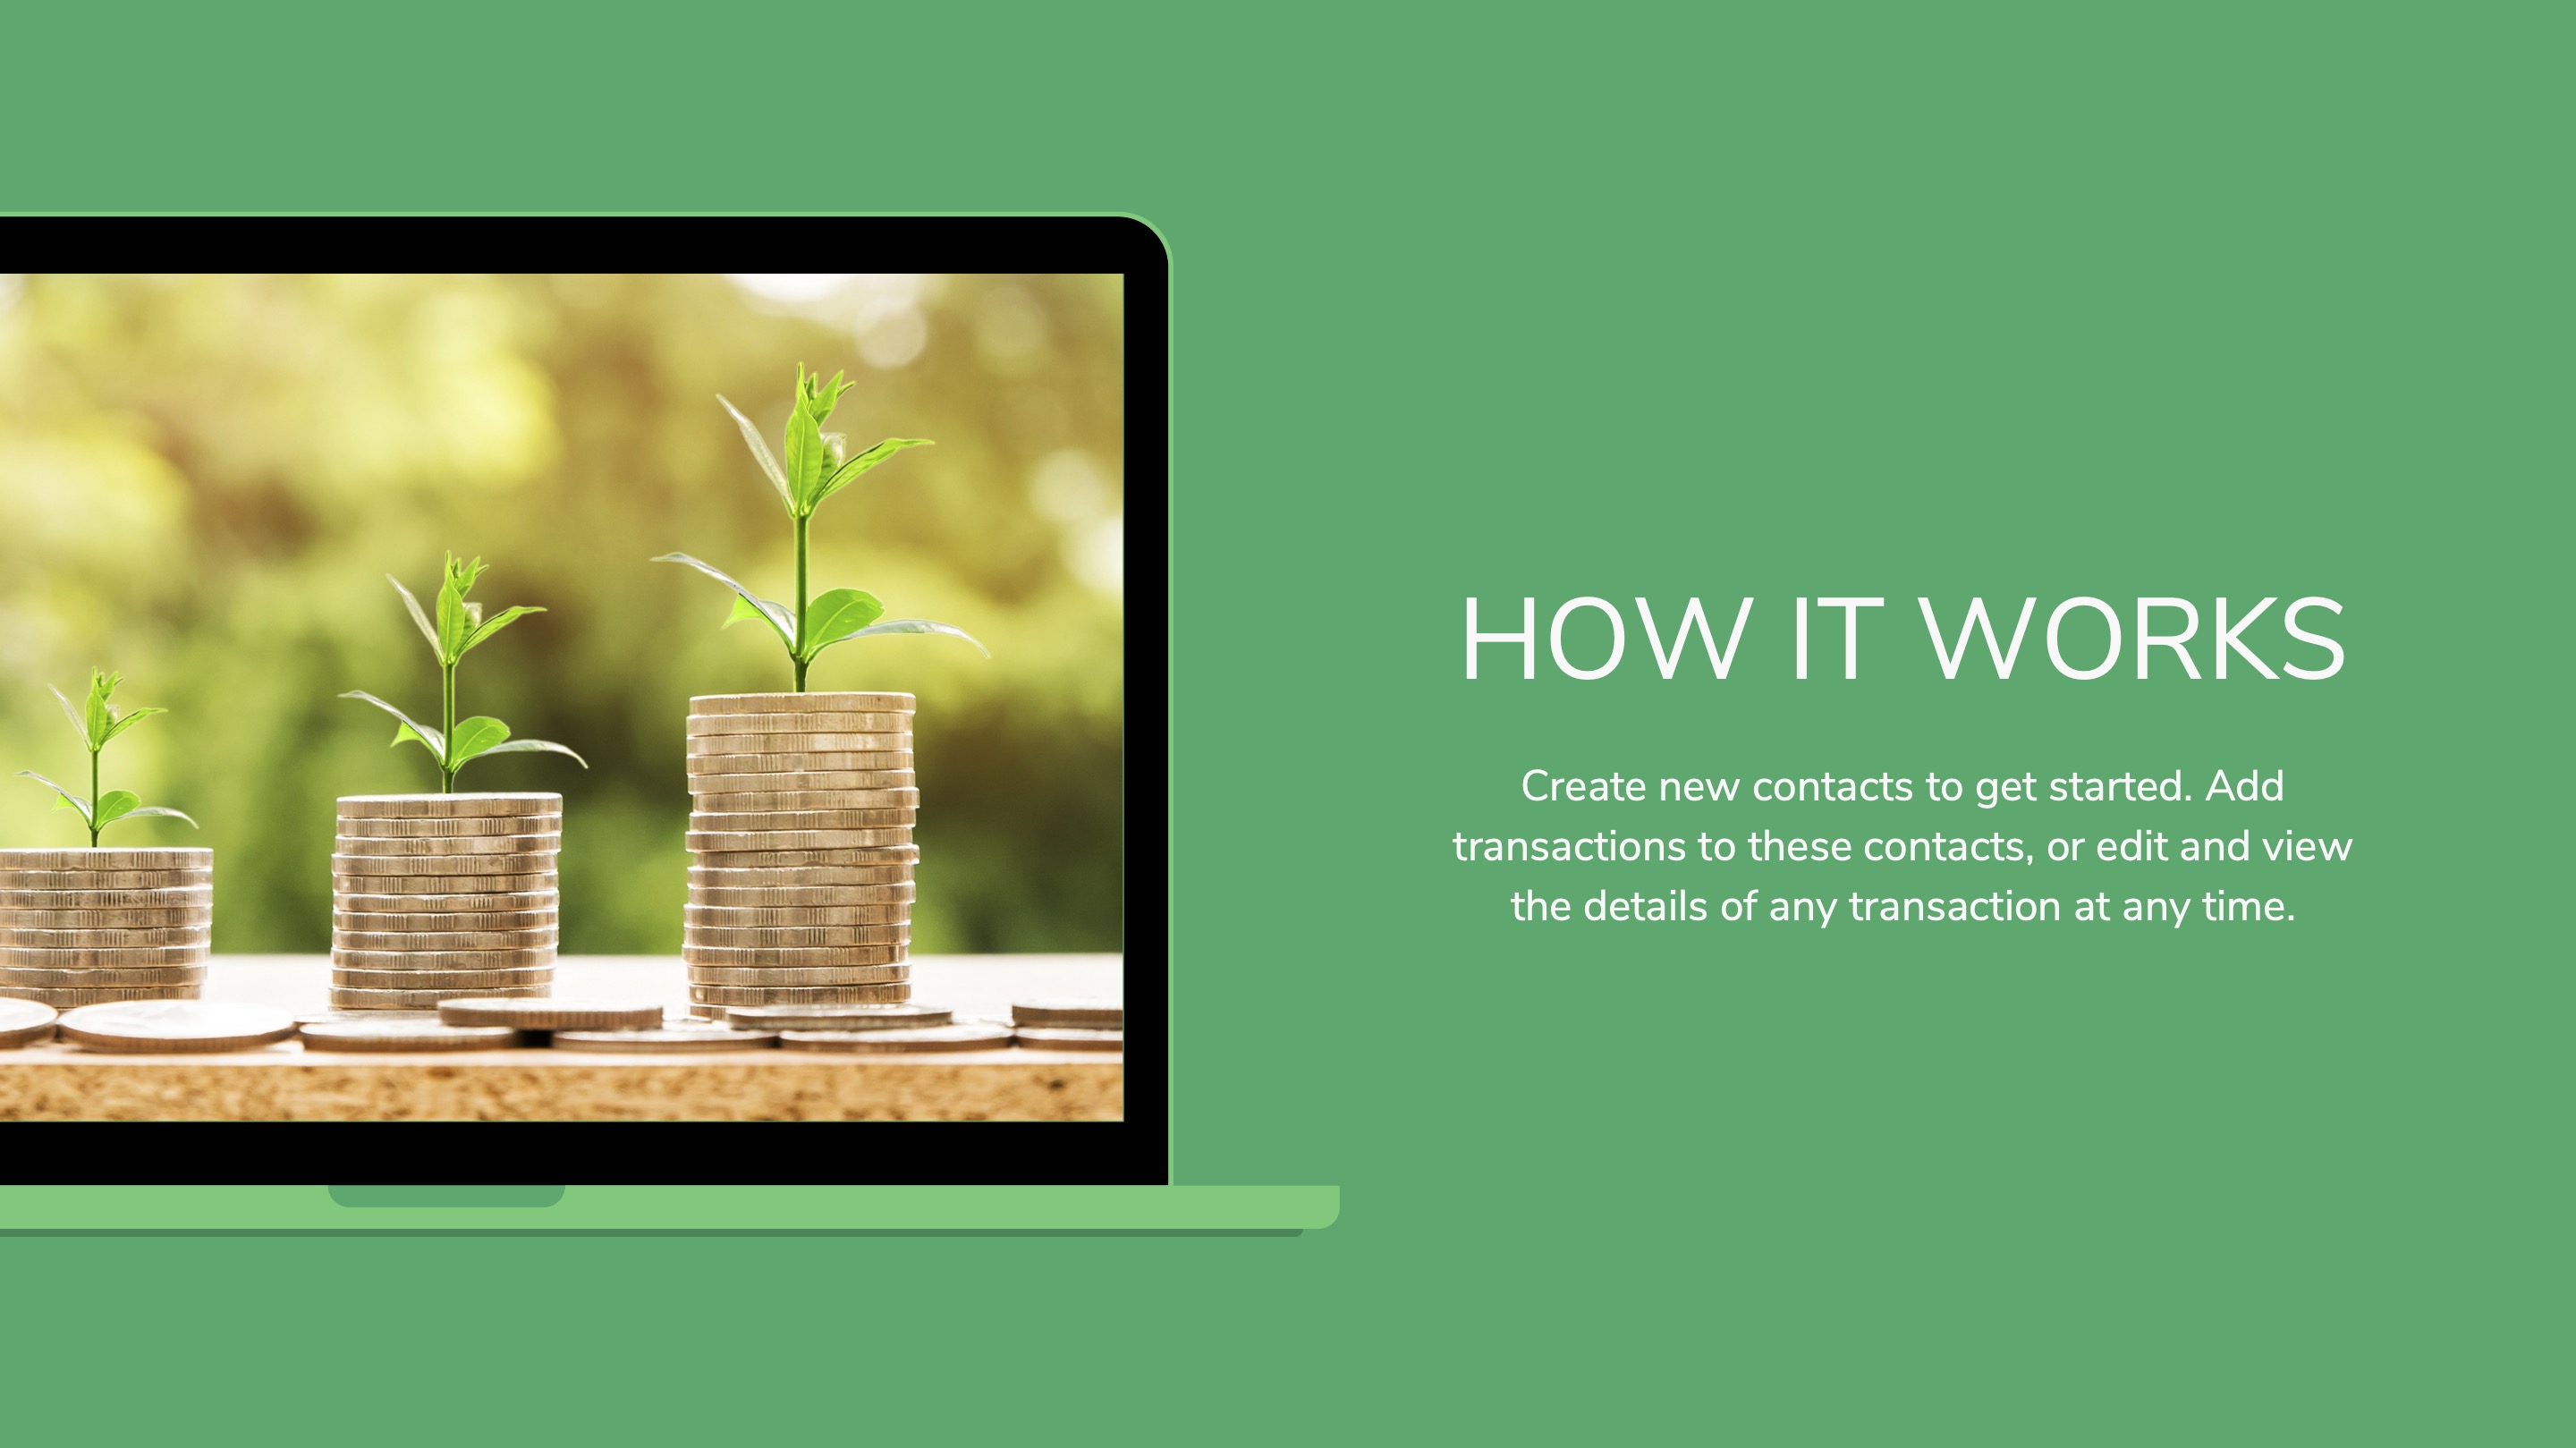 HOW IT WORKS
Create new contacts to get started. Add
transactions to these contacts, or edit and view
the details of any transaction at any time.